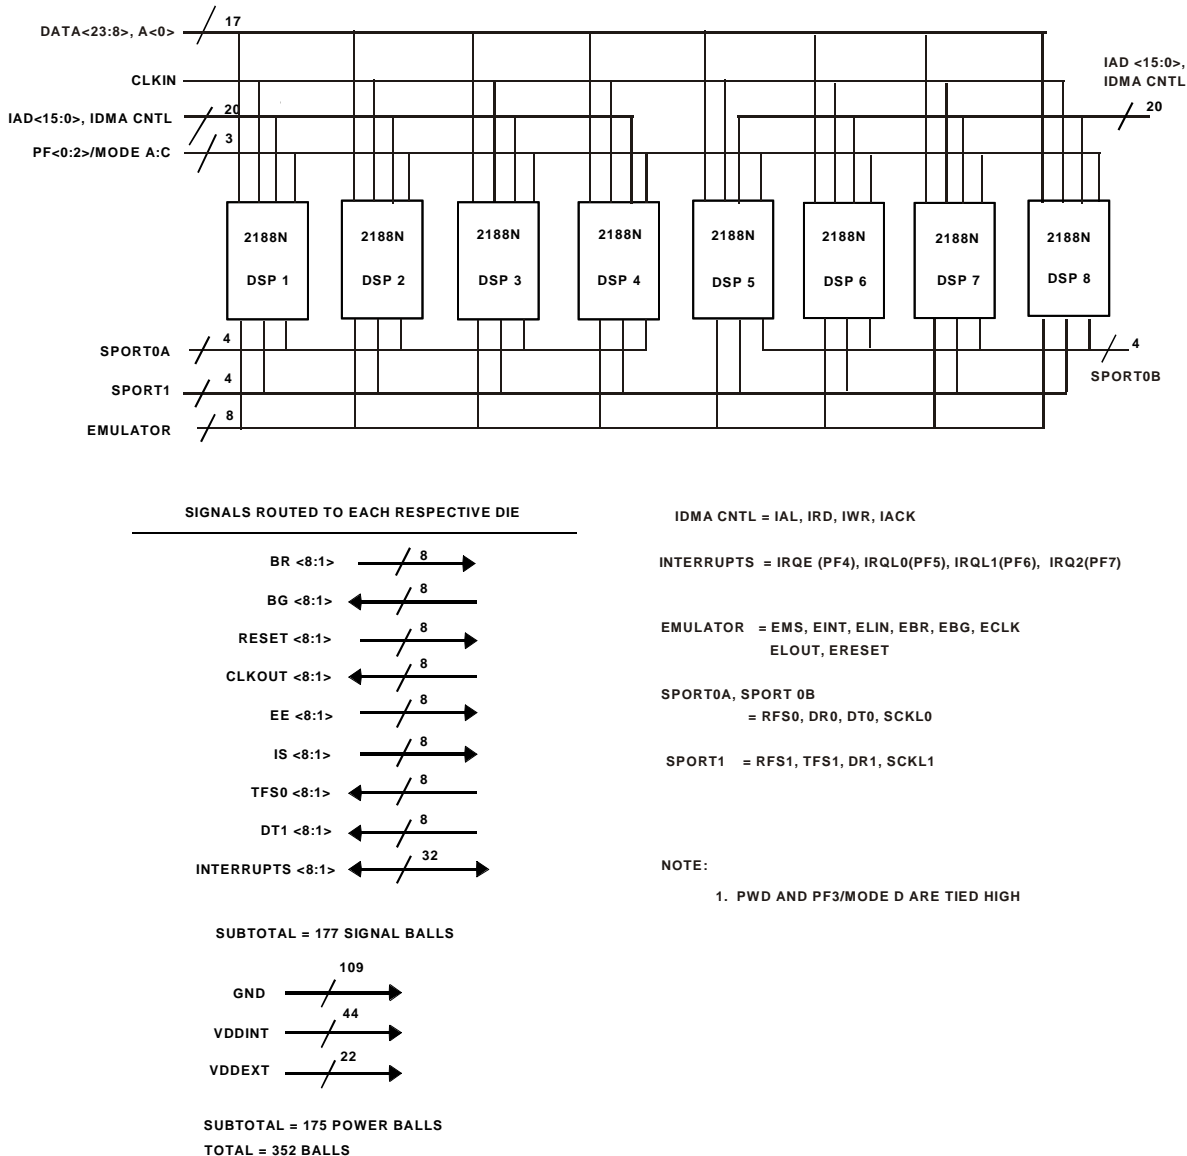 DATA<23:8>, A<0>
17
CLKIN
IAD <15:0>,
IDMA CNTL
20
IAD<15:0>, IDMA CNTL
20
PF<0:2>/MODE A:C
3
2188N
DSP 1
2188N
DSP 2
2188N
DSP 3
2188N
DSP 4
2188N
DSP 5
2188N
DSP 6
2188N
DSP 7
2188N
DSP 8
SPORT0A
4
4
SPORT0B
SPORT1
4
EMULATOR
8
SIGNALS ROUTED TO EACH RESPECTIVE DIE
BR <8:1>
8
BG <8:1>
8
RESET <8:1>
8
CLKOUT <8:1>
8
EE <8:1>
8
IS <8:1>
8
TFS0 <8:1>
8
DT1 <8:1>
8
INTERRUPTS <8:1>
32
SUBTOTAL = 177 SIGNAL BALLS
GND
109
VDDINT
44
VDDEXT
22
SUBTOTAL = 175 POWER BALLS
TOTAL = 352 BALLS
IDMA CNTL = IAL, IRD, IWR, IACK
INTERRUPTS = IRQE (PF4), IRQL0(PF5), IRQL1(PF6), IRQ2(PF7)
EMULATOR = EMS, EINT, ELIN, EBR, EBG, ECLK
ELOUT, ERESET
SPORT0A, SPORT 0B
= RFS0, DR0, DT0, SCKL0
SPORT1 = RFS1, TFS1, DR1, SCKL1
NOTE:
1. PWD AND PF3/MODE D ARE TIED HIGH